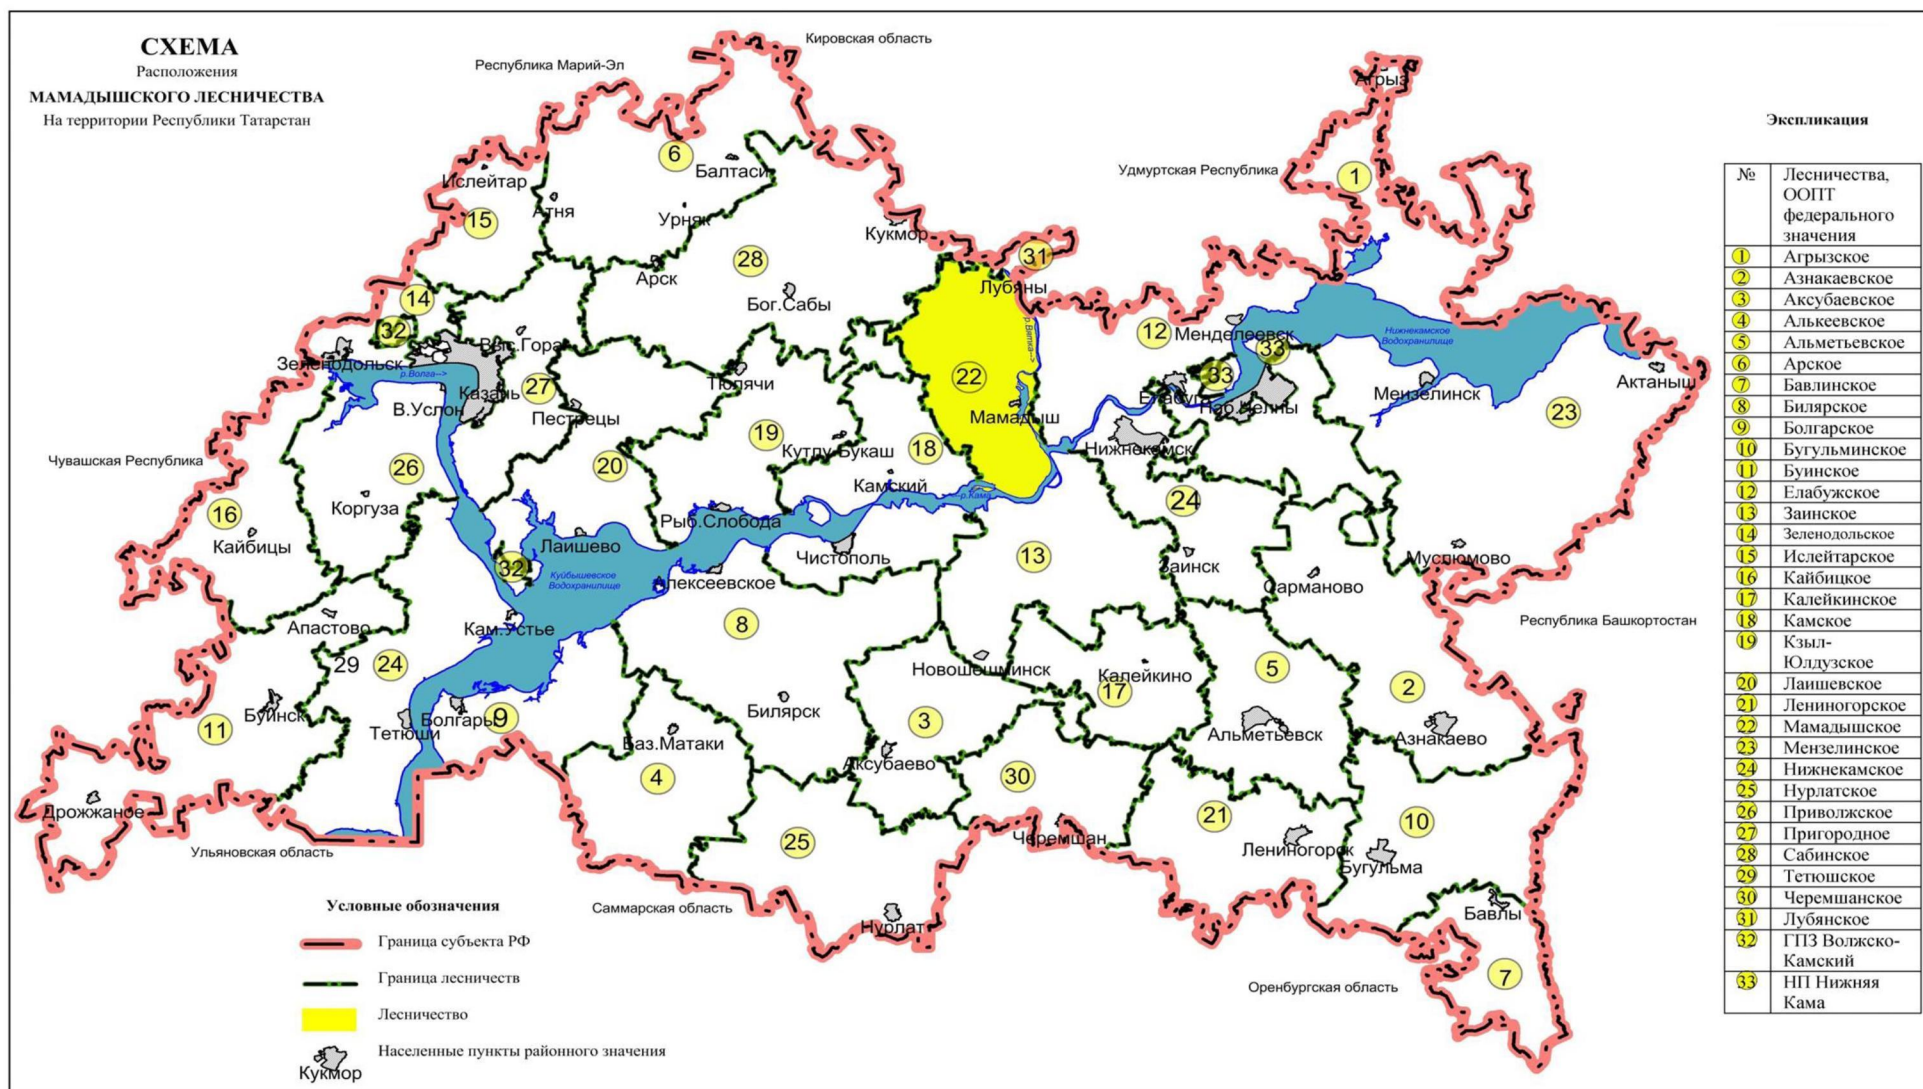 СХЕМА
Расположения
МАМАДЫШСКОГО ЛЕСНИЧЕСТВА
На территории Республики Татарстан
Кировская область
Республика Марий-Эл
Удмуртская Республика
Чувашская Республика
Республика Башкортостан
Ульяновская область
Саммарская область
Оренбургская область
Агрыз
1
6
Балтаси
Ислейтар
15
Атня
Урняк
Кукмор
28
Арск
Бог.Сабы
31
Лубяны
14
32
Зеленодольск
Выс.Гора
р.Волга-->
Казань
В.Услон
27
Пестрецы
Тюлячи
22
р.Вятка-->
Мамадыш
12
Менделеевск
33
33
Елабуга
Наб.Челны
Нижнекамское
Водохранилище
Мензелинск
Актаныш
23
19
Кутлу-Букаш
18
26
20
Камский
<--р.Кама
Нижнекамск
24
Коргуза
16
Кайбицы
Рыб.Слобода
Лаишево
Чистополь
13
Заинск
Муслюмово
Сарманово
32
Куйбышевское
Водохранилище
Алексеевское
Апастово
Кам.Устье
8
29
24
Новошешминск
Калейкино
17
5
2
Буинск
11
Тетюши
Болгары
9
Билярск
3
Баз.Матаки
4
Аксубаево
30
Альметьевск
Азнакаево
Дрожжаное
25
Черемшан
21
Лениногорск
10
Бугульма
Нурлат
Бавлы
7
Условные обозначения
Граница субъекта РФ
Граница лесничеств
Лесничество
Населенные пункты районного значения
Кукмор
Экспликация
№ Лесничества,
ООПТ
федерального
значения
1 Агрызское
2 Азнакаевское
3 Аксубаевское
4 Алькеевское
5 Альметьевское
6 Арское
7 Бавлинское
8 Билярское
9 Болгарское
10 Бугульминское
11 Буинское
12 Елабужское
13 Заинское
14 Зеленодольское
15 Ислейтарское
16 Кайбицкое
17 Калейкинское
18 Камское
19 Кзыл-
Юлдузское
20 Лаишевское
21 Лениногорское
22 Мамадышское
23 Мензелинское
24 Нижнекамское
25 Нурлатское
26 Приволжское
27 Пригородное
28 Сабинское
29 Тетюшское
30 Черемшанское
31 Лубянское
32 ГПЗ Волжско-
Камский
33 НП Нижняя
Кама